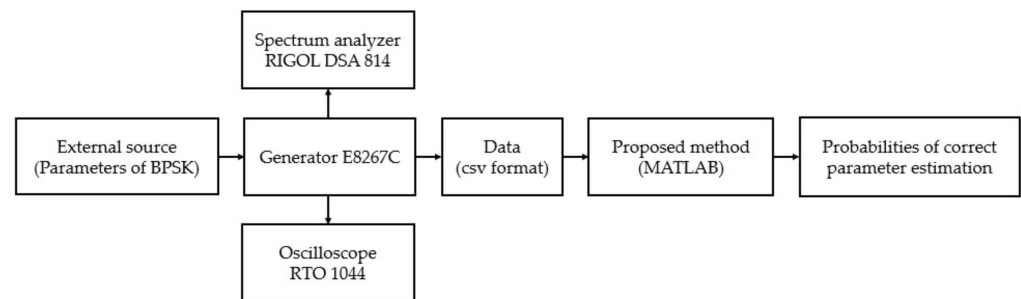 Spectrum analyzer
RIGOL DSA 814
External source
(Parameters of BPSK)
Generator E8267C
Data
(csv format)
Proposed method
(MATLAB)
Probabilities of correct
parameter estimation
Oscilloscope
RTO 1044